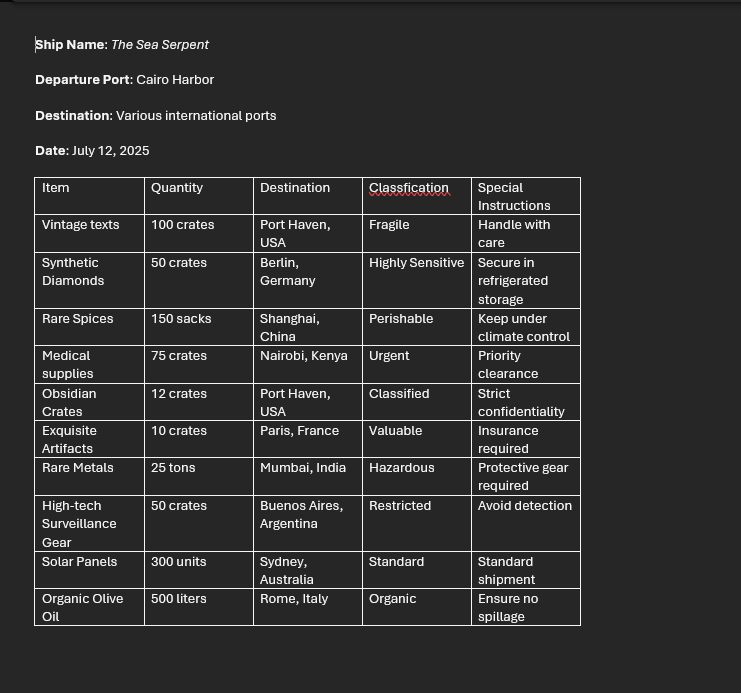 Ship Name: The Sea Serpent
Departure Port: Cairo Harbor
Destination: Various international ports
Date: July 12, 2025
Item Quantity Destination Classfication Special Instructions
Vintage texts 100 crates Port Haven, USA Fragile Handle with care
Synthetic Diamonds 50 crates Berlin, Germany Highly Sensitive Secure in refrigerated storage
Rare Spices 150 sacks Shanghai, China Perishable Keep under climate control
Medical supplies 75 crates Nairobi, Kenya Urgent Priority clearance
Obsidian Crates 12 crates Port Haven, USA Classified Strict confidentiality
Exquisite Artifacts 10 crates Paris, France Valuable Insurance required
Rare Metals 25 tons Mumbai, India Hazardous Protective gear required
High-tech Surveillance Gear 50 crates Buenos Aires, Argentina Restricted Avoid detection
Solar Panels 300 units Sydney, Australia Standard Standard shipment
Organic Olive Oil 500 liters Rome, Italy Organic Ensure no spillage